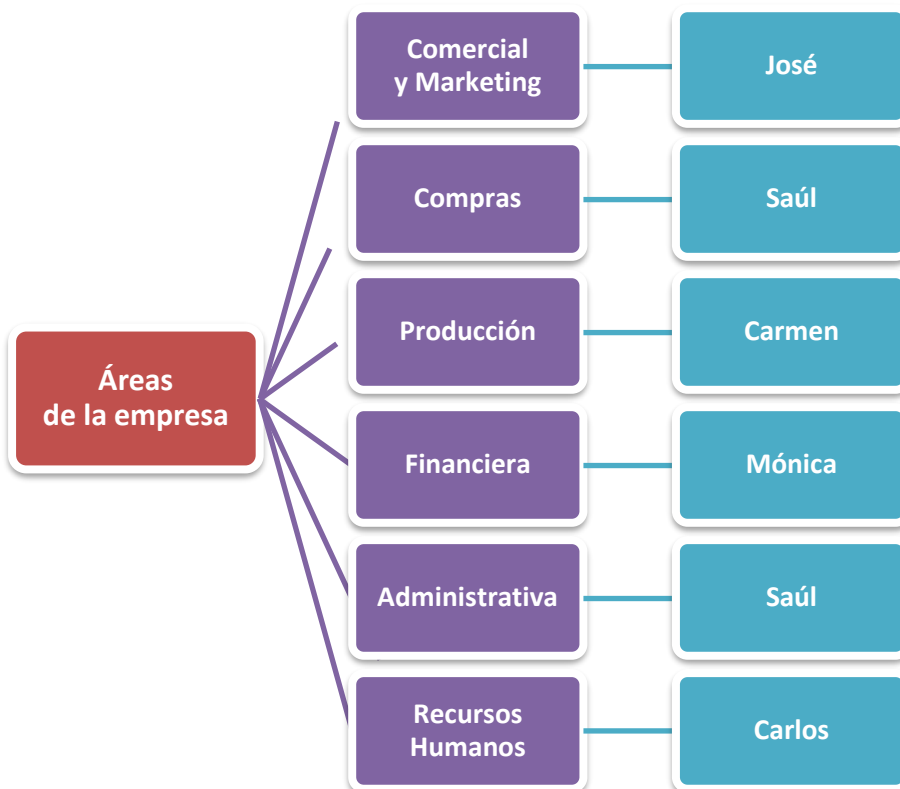 Áreas
de la empresa
Comercial
y Marketing
José
Compras
Saúl
Producción
Carmen
Financiera
Mónica
Administrativa
Saúl
Recursos
Humanos
Carlos